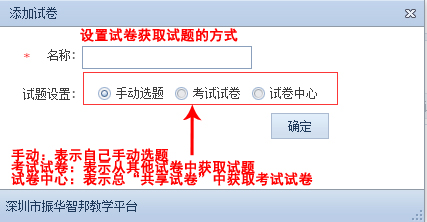 添加试卷
设置试卷获取试题的方式
* 名称:
试题设置: 手动选题 考试试卷 试卷中心
确定
手动：表示自己手动选题
考试试卷：表示从其他试卷中获取试题
试卷中心：表示总“共享试卷”中获取考试试卷
深圳市振华智邦教学平台